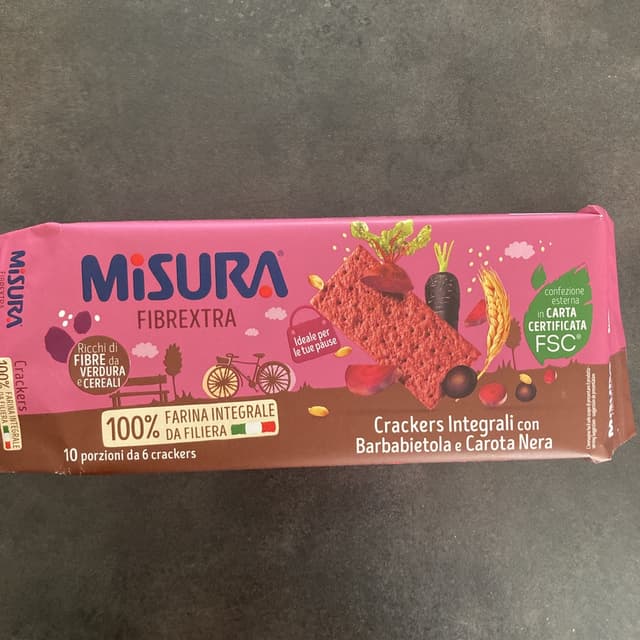 MiSURA®
FIBREXTRA
Ricchi di
FIBRE da
VERDURA
e CEREALI
Ideale per
le tue pause
confezione
esterna
in CARTA
CERTIFICATA
FSC®
100% FARINA INTEGRALE
DA FILIERA
10 porzioni da 6 crackers
Crackers Integrali con
Barbabietola e Carota Nera
MiSURA
FIBREXTRA
Crackers
100%
FARINA INTEGRALE